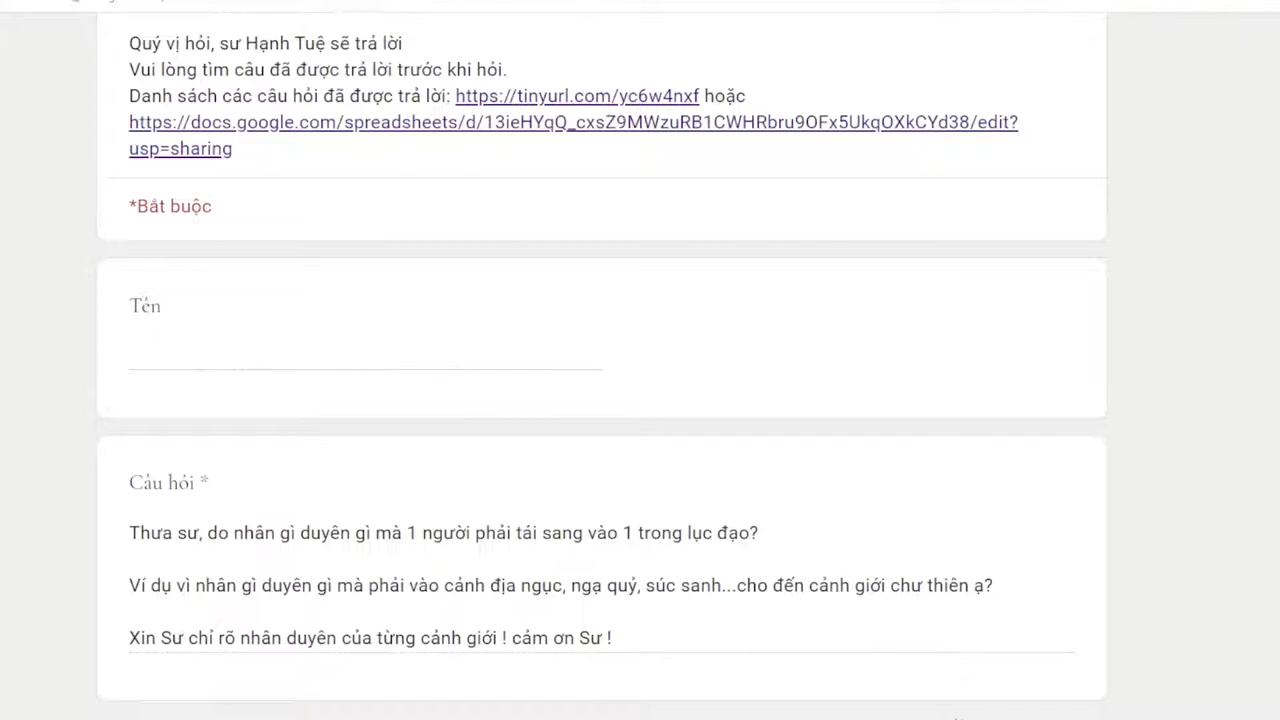 Quý vị hỏi, sư Hạnh Tuệ sẽ trả lời
Vui lòng tìm câu đã được trả lời trước khi hỏi.
Danh sách các câu hỏi đã được trả lời: https://tinyurl.com/yc6w4nxf hoặc
https://docs.google.com/spreadsheets/d/13ieHYqQ_cxsZ9MWzuRB1CWHRbru9OFx5UkqOXkCYd38/edit?
usp=sharing
*Bắt buộc
Tên
Câu hỏi *
Thưa sư, do nhân gì duyên gì mà 1 người phải tái sang vào 1 trong lục đạo?
Ví dụ vì nhân gì duyên gì mà phải vào cảnh địa ngục, ngạ quỷ, súc sanh...cho đến cảnh giới chư thiên ạ?
Xin Sư chỉ rõ nhân duyên của từng cảnh giới ! cảm ơn Sư !